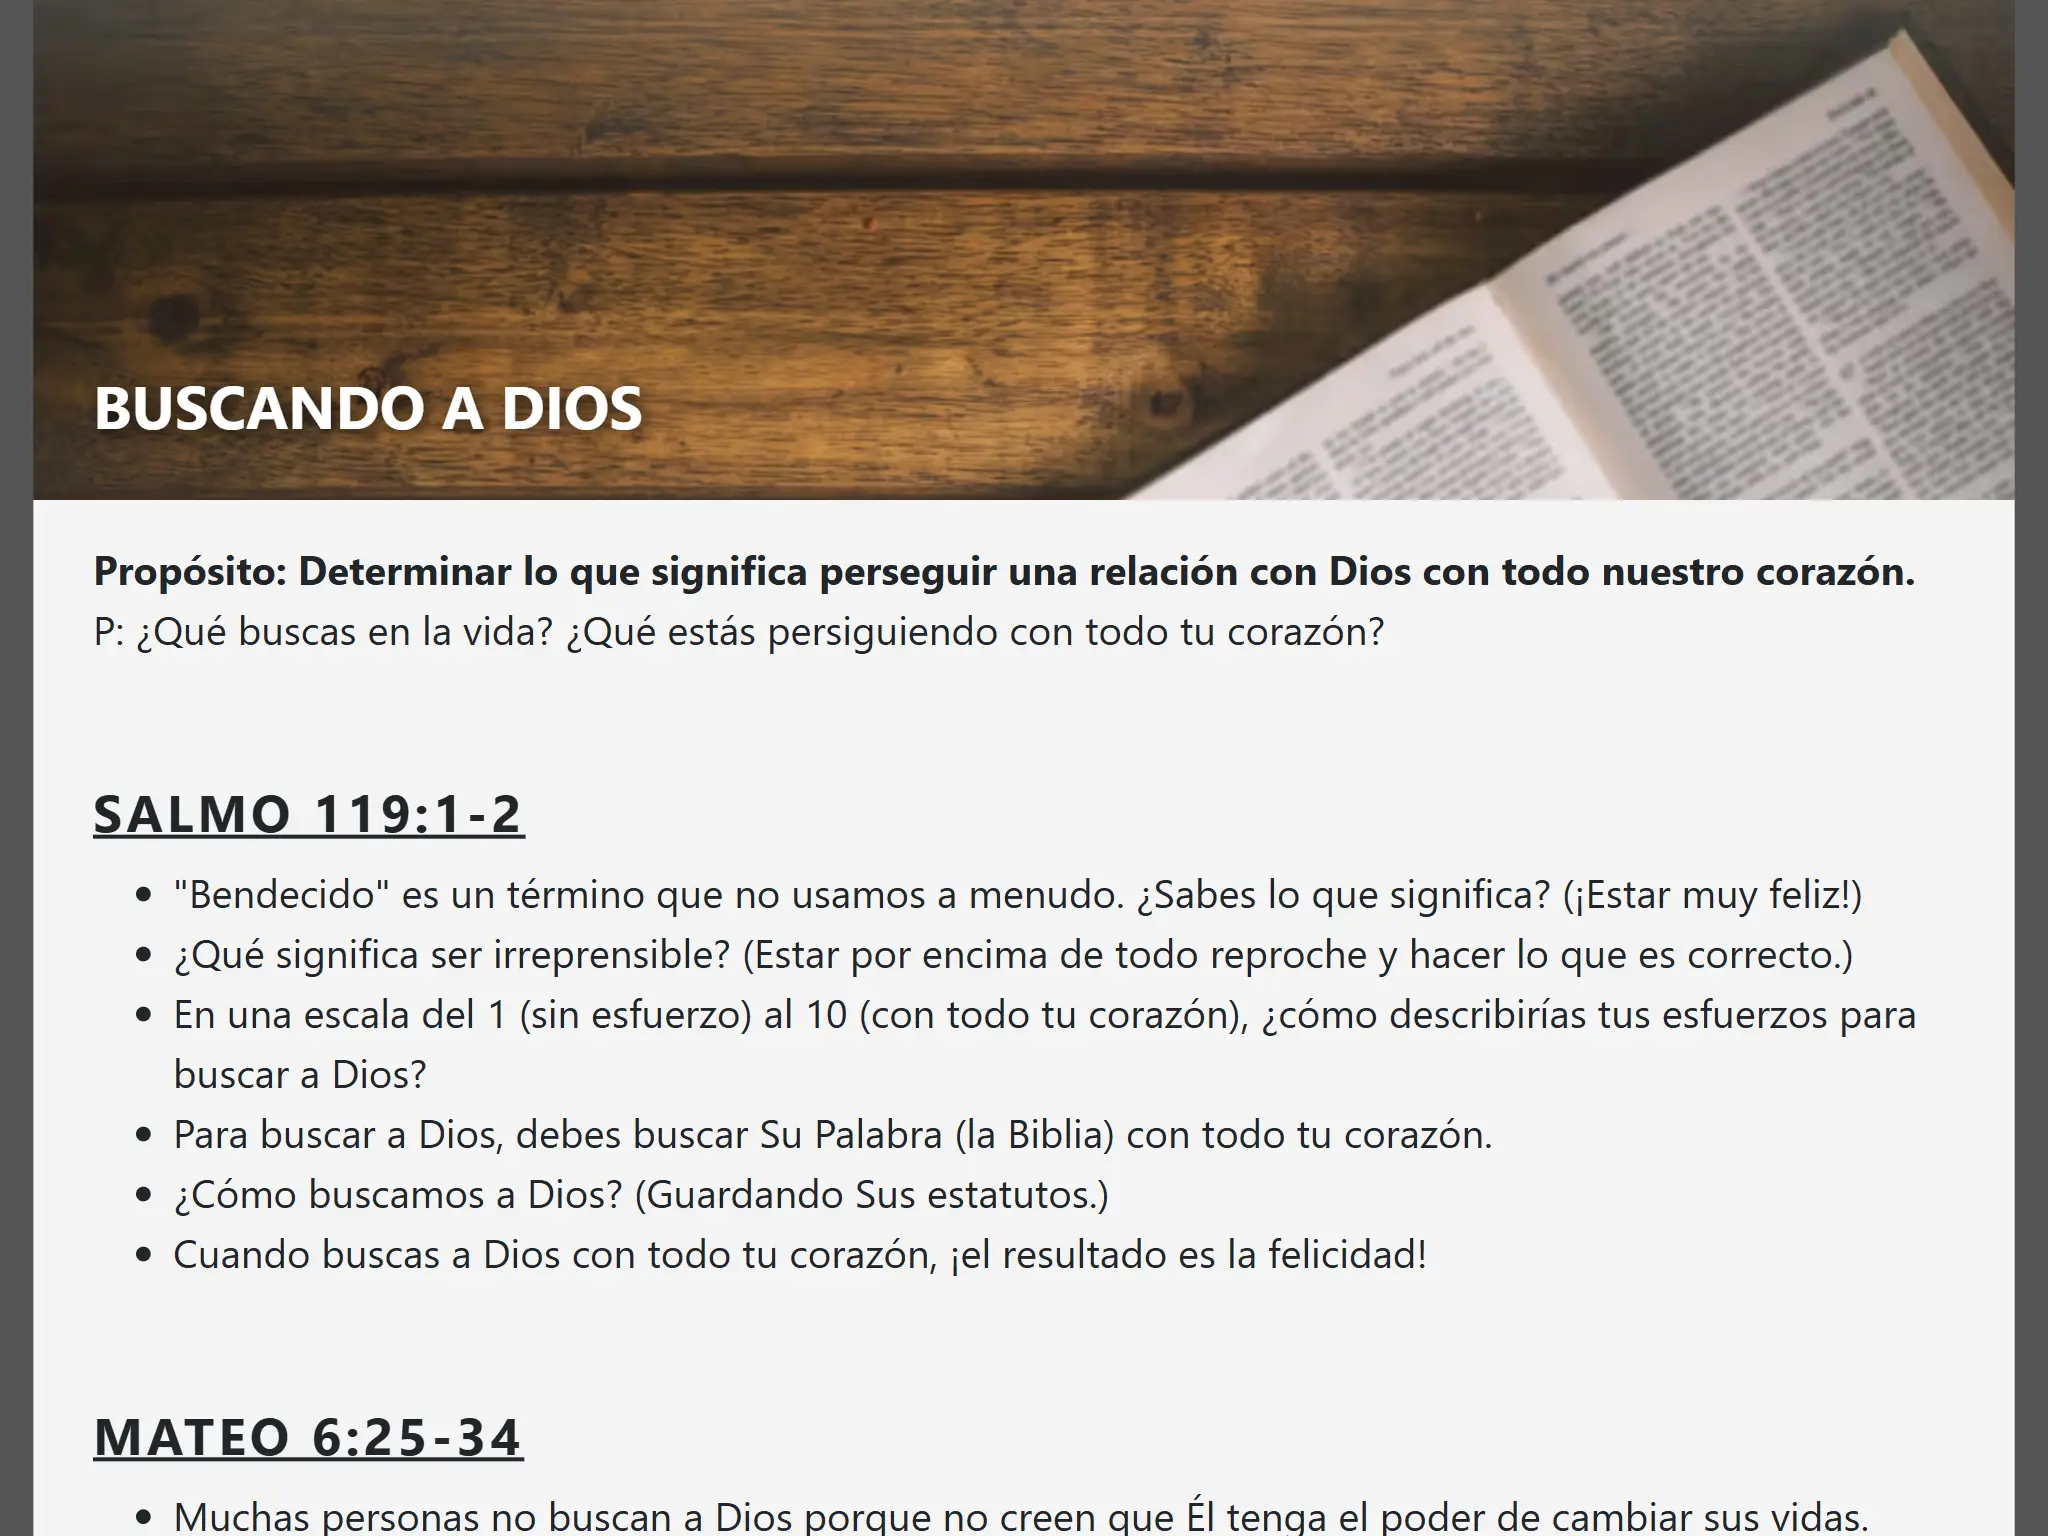 BUSCANDO A DIOS
Propósito: Determinar lo que significa perseguir una relación con Dios con todo nuestro corazón.
P: ¿Qué buscas en la vida? ¿Qué estás persiguiendo con todo tu corazón?
SALMO 119:1-2
• "Bendecido" es un término que no usamos a menudo. ¿Sabes lo que significa? (¡Estar muy feliz!)
• ¿Qué significa ser irreprensible? (Estar por encima de todo reproche y hacer lo que es correcto.)
• En una escala del 1 (sin esfuerzo) al 10 (con todo tu corazón), ¿cómo describirías tus esfuerzos para
buscar a Dios?
• Para buscar a Dios, debes buscar Su Palabra (la Biblia) con todo tu corazón.
• ¿Cómo buscamos a Dios? (Guardando Sus estatutos.)
• Cuando buscas a Dios con todo tu corazón, ¡el resultado es la felicidad!
MATEO 6:25-34
• Muchas personas no buscan a Dios porque no creen que Él tenga el poder de cambiar sus vidas.